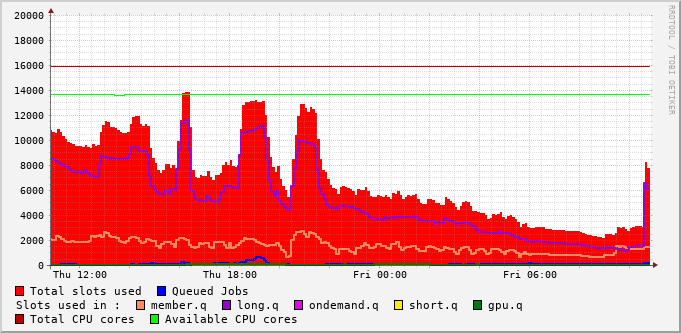 RRDTOOL / TOBI OETIKER
20000
18000
16000
14000
12000
10000
8000
6000
4000
2000
0
Thu 12:00 Thu 18:00 Fri 00:00 Fri 06:00
Total slots used Queued Jobs
Slots used in : member.q long.q ondemand.q short.q gpu.q
Total CPU cores Available CPU cores